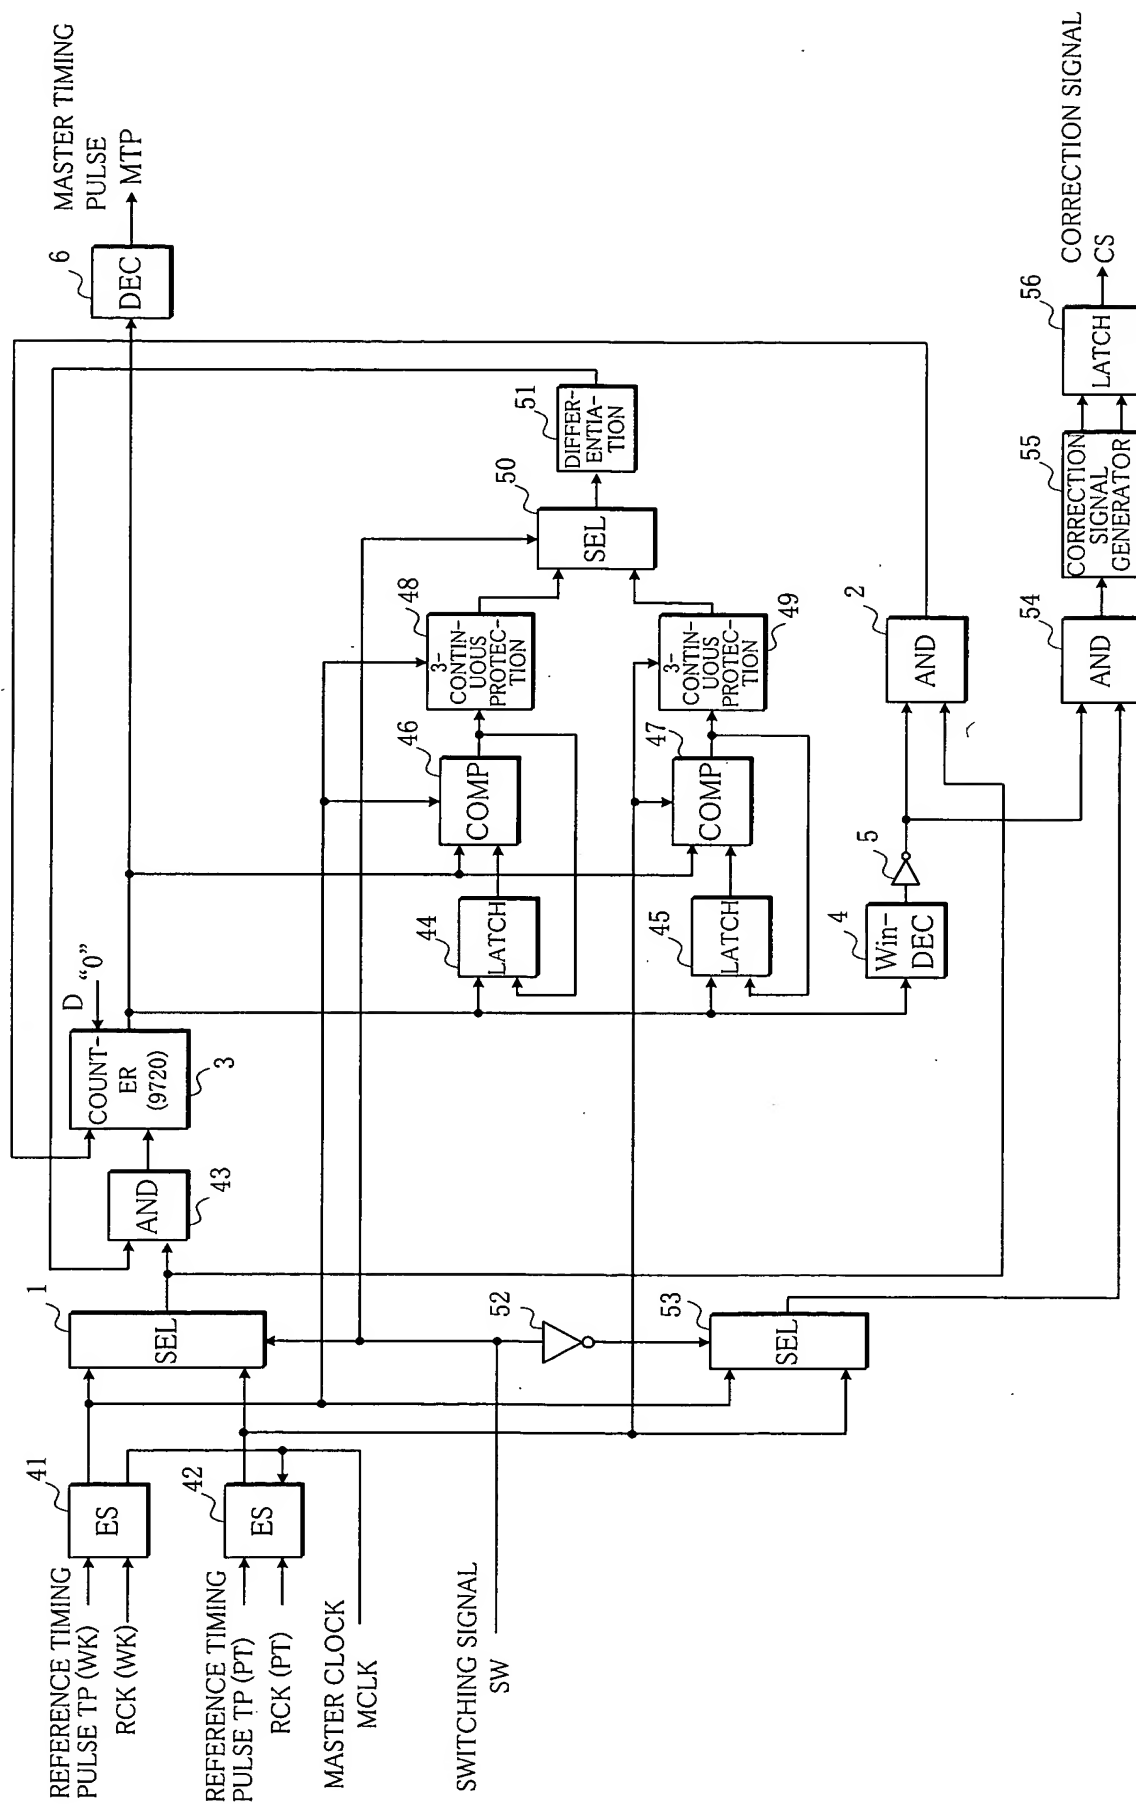 REFERENCE TIMING
PULSE TP (WK)
RCK (WK)
REFERENCE TIMING
PULSE TP (PT)
RCK (PT)
MASTER CLOCK
MCLK
SWITCHING SIGNAL
SW
41
ES
42
ES
1
SEL
52
53
SEL
AND
43
COUNT-
ER
(9720)
3
D
"0"
44
LATCH
45
LATCH
4
Win-
DEC
5
46
COMP
47
COMP
48
3-
CONTIN-
UOUS
PROTEC-
TION
49
3-
CONTIN-
UOUS
PROTEC-
TION
2
AND
54
AND
50
SEL
51
DIFFER-
ENTIA-
TION
55
CORRECTION
SIGNAL
GENERATOR
56
LATCH
6
DEC
MASTER TIMING
PULSE
MTP
CORRECTION SIGNAL
CS